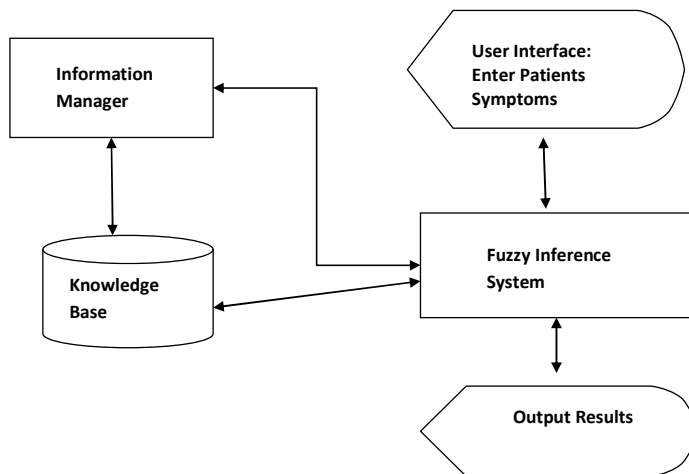 Information
Manager
User Interface:
Enter Patients
Symptoms
Knowledge
Base
Fuzzy Inference
System
Output Results